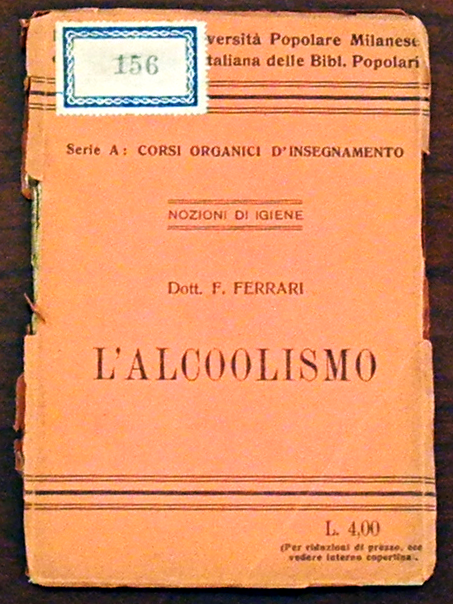 156
versità Popolare Milanese
taliana delle Bibl. Popolari
Serie A: CORSI ORGANICI D'INSEGNAMENTO
NOZIONI DI IGIENE
Dott. F. FERRARI
L'ALCOOLISMO
L. 4,00
(Per riduzioni di prezzo, ecc
vedere interno copertina).